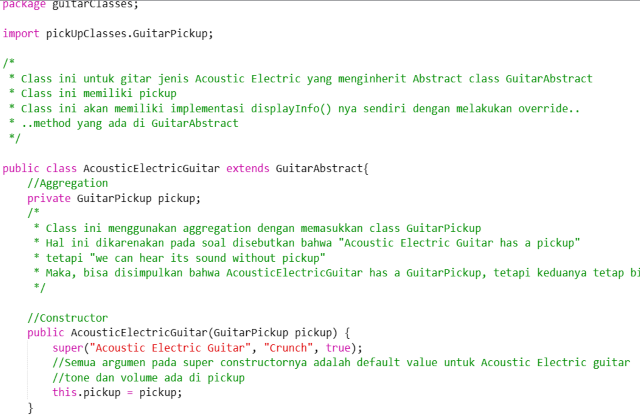 package guitarClasses;
import pickUpClasses.GuitarPickup;
/*
* Class ini untuk gitar jenis Acoustic Electric yang menginherit Abstract class GuitarAbstract
* Class ini memiliki pickup
* Class ini akan memiliki implementasi displayInfo() nya sendiri dengan melakukan override..
* ..method yang ada di GuitarAbstract
*/
public class AcousticElectricGuitar extends GuitarAbstract{
//Aggregation
private GuitarPickup pickup;
/*
* Class ini menggunakan aggregation dengan memasukkan class GuitarPickup
* Hal ini dikarenakan pada soal disebutkan bahwa "Acoustic Electric Guitar has a pickup"
* tetapi "we can hear its sound without pickup"
* Maka, bisa disimpulkan bahwa AcousticElectricGuitar has a GuitarPickup, tetapi keduanya tetap bi
*/
//Constructor
public AcousticElectricGuitar(GuitarPickup pickup) {
super("Acoustic Electric Guitar", "Crunch", true);
//Semua argumen pada super constructornya adalah default value untuk Acoustic Electric guitar
//tone dan volume ada di pickup
this.pickup = pickup;
}